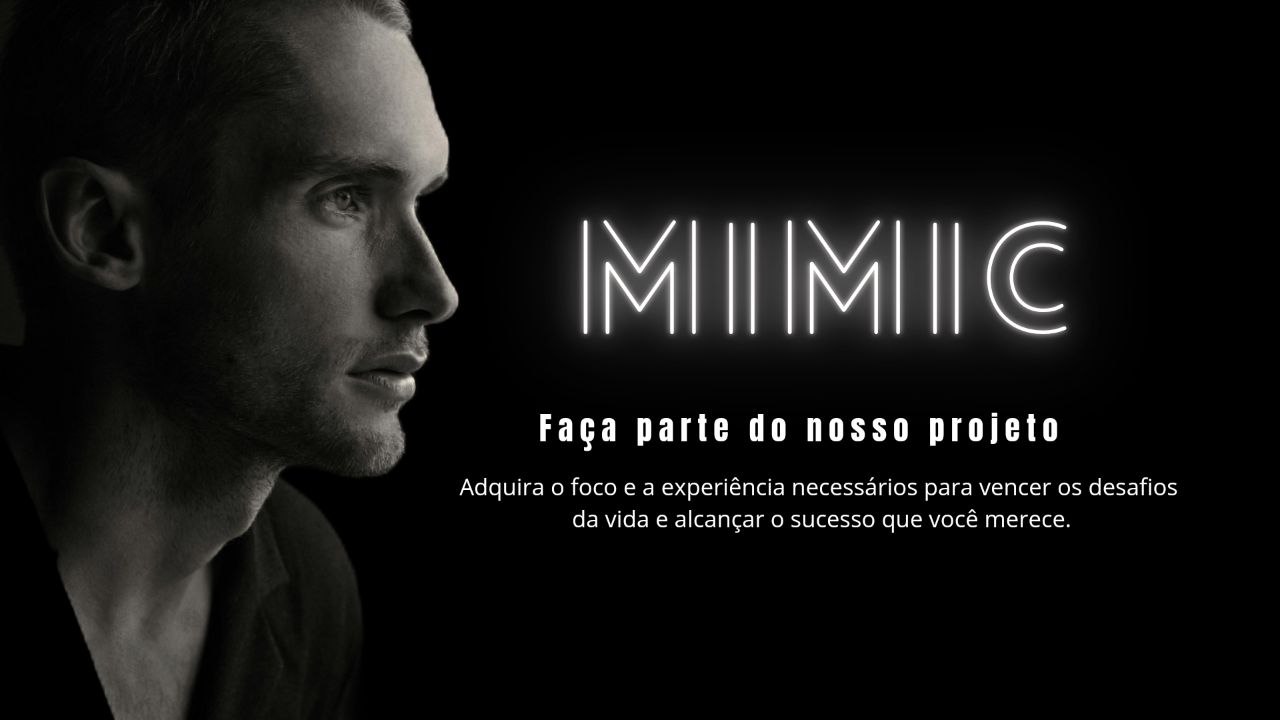 MIMIC
Faça parte do nosso projeto
Adquira o foco e a experiência necessários para vencer os desafios
da vida e alcançar o sucesso que você merece.